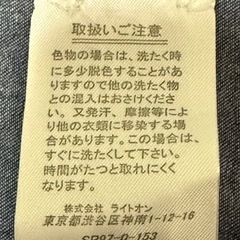 取扱いご注意
色物の場合は、洗たく時
に多少脱色することがあ
りますので他の洗たく物
との混入はおさけくださ
い。又発汗、摩擦等によ
り他の衣類に移染する場
合があります。この場合は、
すぐに洗たくして下さい。
時間がたつと取れにくく
なります。
株式会社 ライトオン
東京都渋谷区神南1-12-16
SR97-0-153